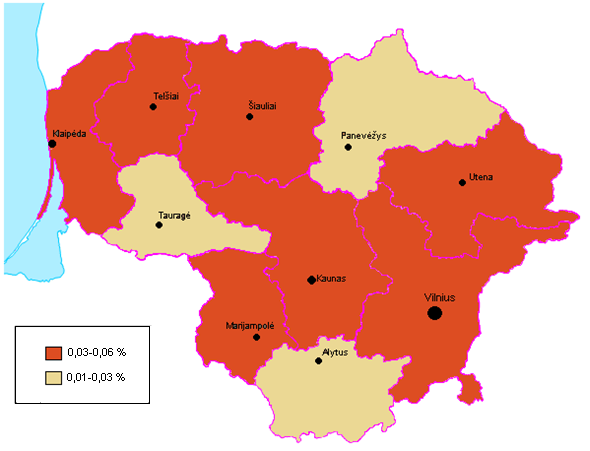 Telšiai
Šiauliai
Klaipėda
Panevėžys
Utena
Tauragė
Kaunas
Vilnius
Marijampolė
Alytus
0,03-0,06 %
0,01-0,03 %